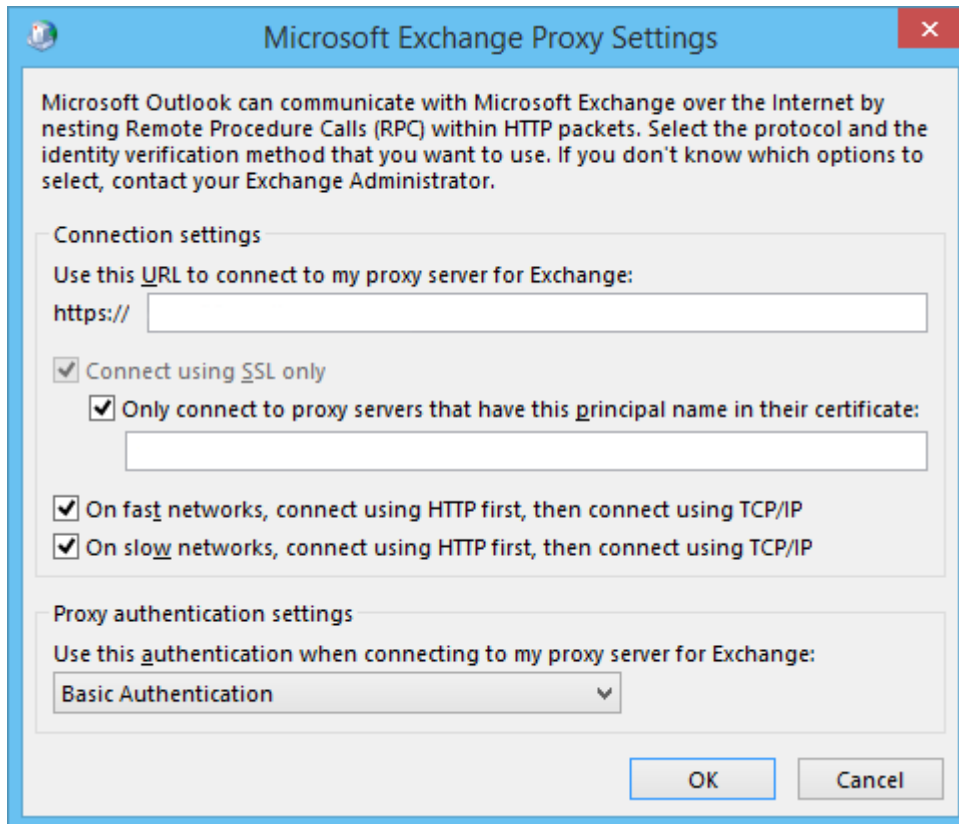 Microsoft Exchange Proxy Settings
Microsoft Outlook can communicate with Microsoft Exchange over the Internet by
nesting Remote Procedure Calls (RPC) within HTTP packets. Select the protocol and the
identity verification method that you want to use. If you don't know which options to
select, contact your Exchange Administrator.
Connection settings
Use this URL to connect to my proxy server for Exchange:
https://
Connect using SSL only
Only connect to proxy servers that have this principal name in their certificate:
On fast networks, connect using HTTP first, then connect using TCP/IP
On slow networks, connect using HTTP first, then connect using TCP/IP
Proxy authentication settings
Use this authentication when connecting to my proxy server for Exchange:
Basic Authentication
OK Cancel